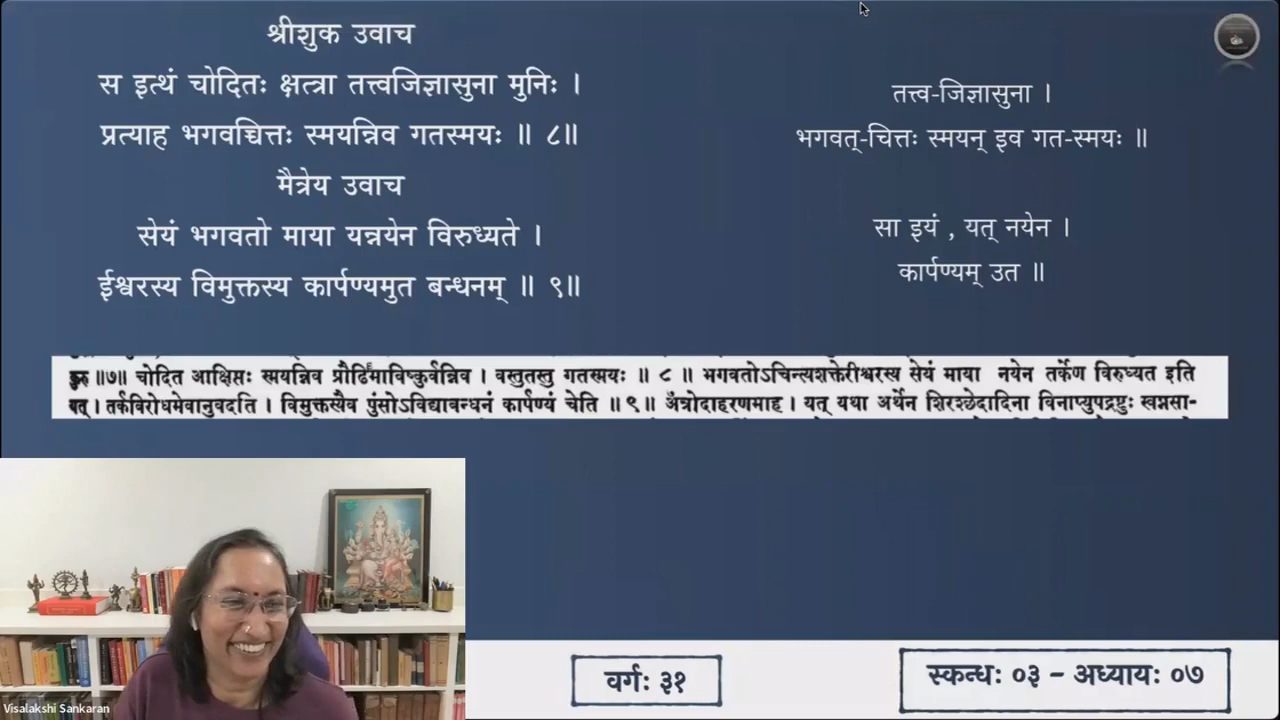 श्रीशुक उवाच
स इत्थं चोदितः क्षत्त्रा तत्त्वजिज्ञासुना मुनिः ।
प्रत्याह भगवच्चित्तः स्मयन्निव गतस्मयः ॥ ८॥
मैत्रेय उवाच
सेयं भगवतो माया यन्नयेन विरुध्यते ।
ईश्वरस्य विमुक्तस्य कार्पण्यमुत बन्धनम् ॥ ९॥
तत्त्व-जिज्ञासुना ।
भगवत्-चित्तः स्मयन् इव गत-स्मयः ॥
सा इयं , यत् नयेन ।
कार्पण्यम् उत ॥
॥७॥ चोदित आक्षिप्तः स्मयन्निव प्रौढिमाविष्कुर्वन्निव । वस्तुतस्तु गतस्मयः ॥ ८ ॥ भगवतोऽचिन्त्यशक्तेरीश्वरस्य सेयं माया नयेन तर्केण विरुध्यत इति
यत् । तर्कविरोधमेवानुवदति । विमुक्तस्यैव पुंसोऽविद्याबन्धनं कार्पण्यं चेति ॥ ९॥ अत्रोदाहरणमाह । यत् यथा अर्थेन शिरश्छेदादिना विनाप्युपद्रष्टुः स्वप्नसा-
वर्गः ३१
स्कन्धः ०३ – अध्यायः ०७
Visalakshi Sankaran